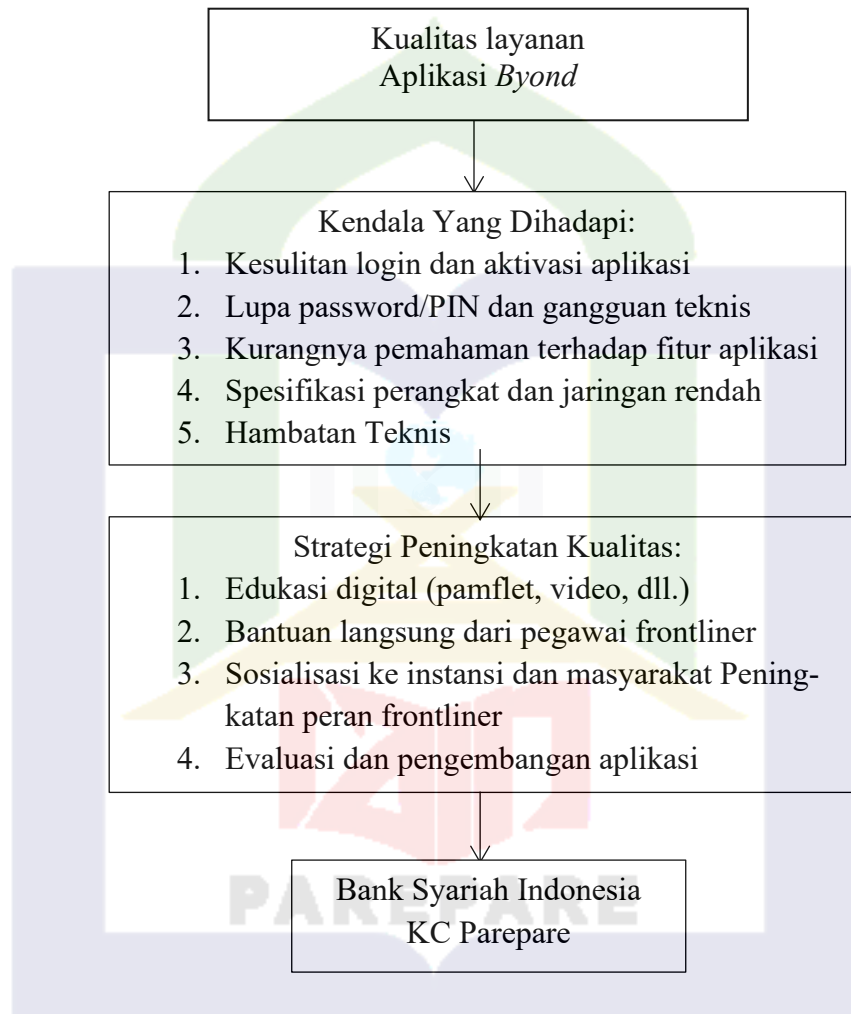 Kualitas layanan
Aplikasi Byond
Kendala Yang Dihadapi:
1. Kesulitan login dan aktivasi aplikasi
2. Lupa password/PIN dan gangguan teknis
3. Kurangnya pemahaman terhadap fitur aplikasi
4. Spesifikasi perangkat dan jaringan rendah
5. Hambatan Teknis
Strategi Peningkatan Kualitas:
1. Edukasi digital (pamflet, video, dll.)
2. Bantuan langsung dari pegawai frontliner
3. Sosialisasi ke instansi dan masyarakat Pening-
katan peran frontliner
4. Evaluasi dan pengembangan aplikasi
Bank Syariah Indonesia
KC Parepare
PAREPARE